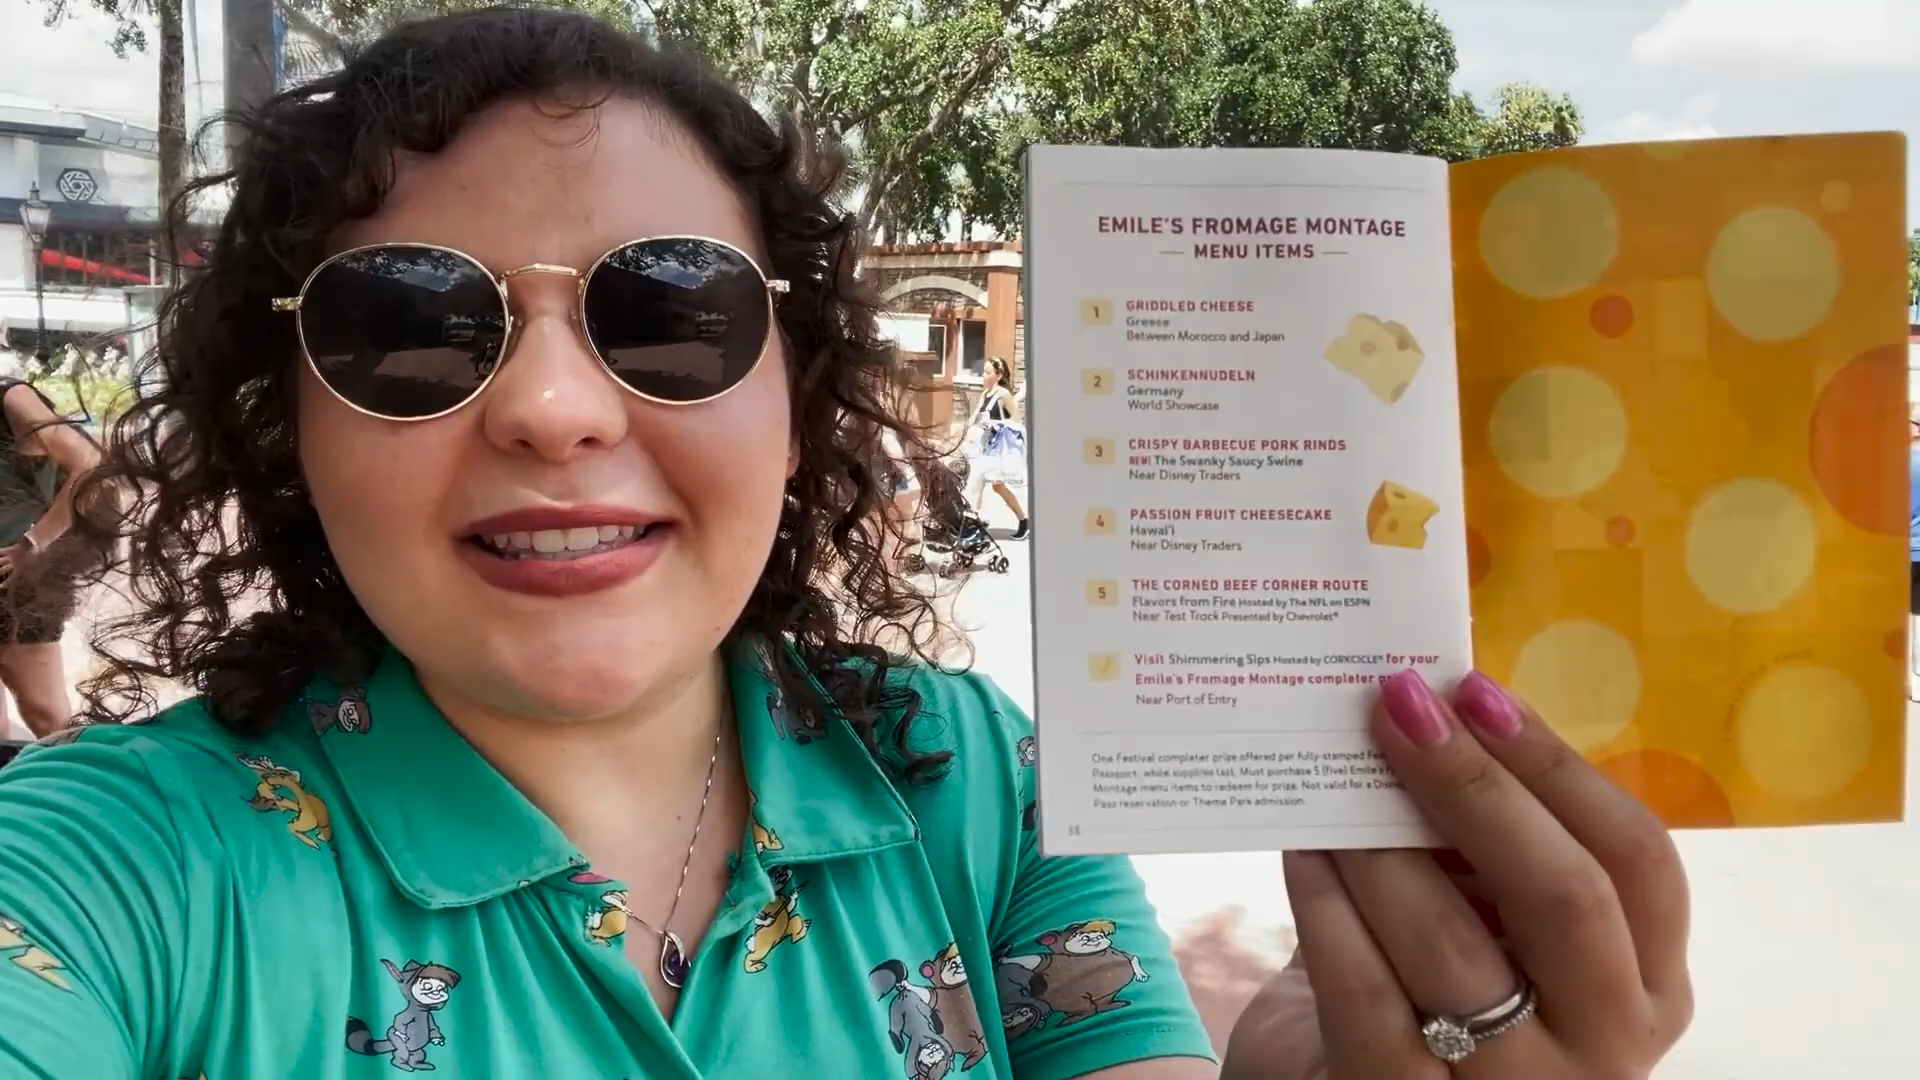 EMILE'S FROMAGE MONTAGE
MENU ITEMS
1 GRIDDLED CHEESE
Greece
Between Morocco and Japan
2 SCHINKENNUDELN
Germany
World Showcase
3 CRISPY BARBECUE PORK RINDS
NEW! The Swanky Saucy Swine
Near Disney Traders
4 PASSION FRUIT CHEESECAKE
Hawai'i
Near Disney Traders
5 THE CORNED BEEF CORNER ROUTE
Flavors from Fire Hosted by The NFL on ESPN
Near Test Track Presented by Chevrolet®
Visit Shimmering Sips Hosted by CORKCICLE® for your
Emile's Fromage Montage completer
Near Port of Entry
One Festival completer prize offered per fully-stamped
Passport, while supplies last. Must purchase 5 (five) Emile's
Montage menu items to redeem for prize. Not valid for a
Pass reservation or Theme Park admission.
38